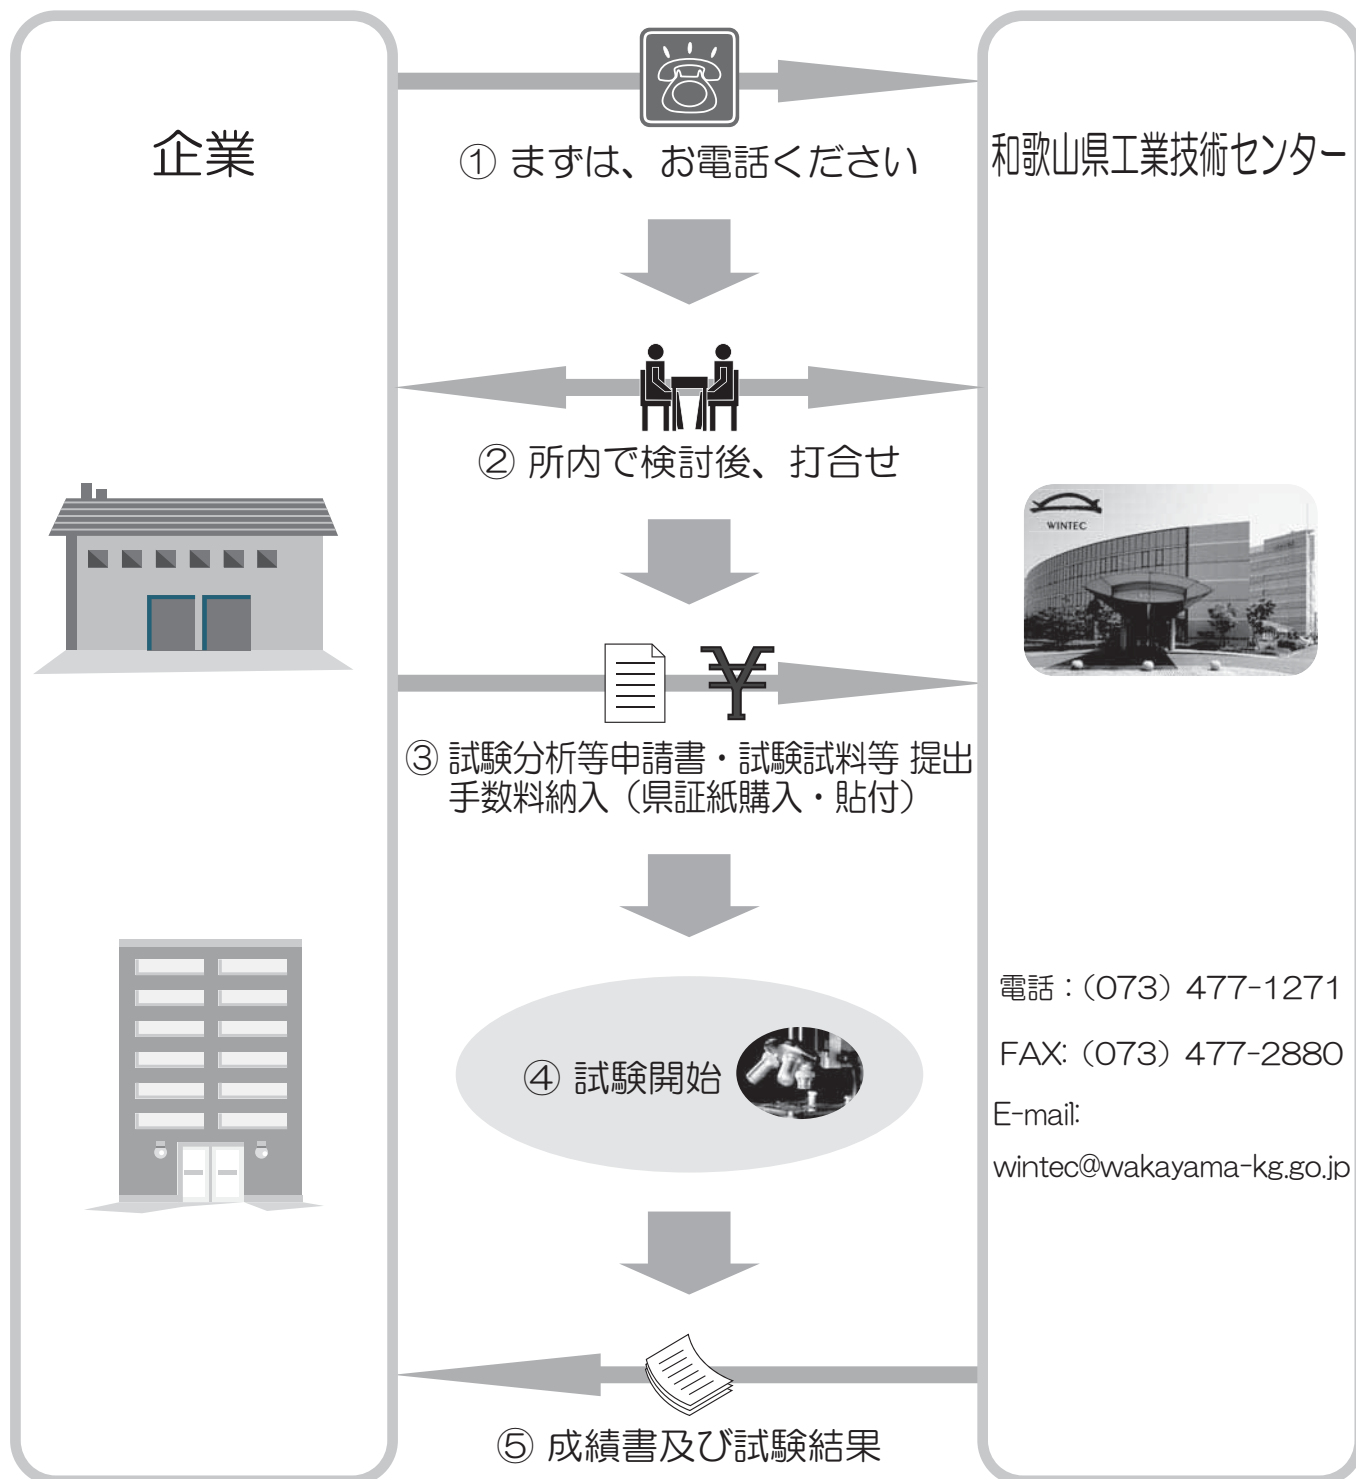 企業
① まずは、お電話ください
和歌山県工業技術センター
② 所内で検討後、打合せ
WINTEC
③ 試験分析等申請書・試験試料等 提出
手数料納入（県証紙購入・貼付）
④ 試験開始
電話：（073）477-1271
FAX:（073）477-2880
E-mail:
wintec@wakayama-kg.go.jp
⑤ 成績書及び試験結果